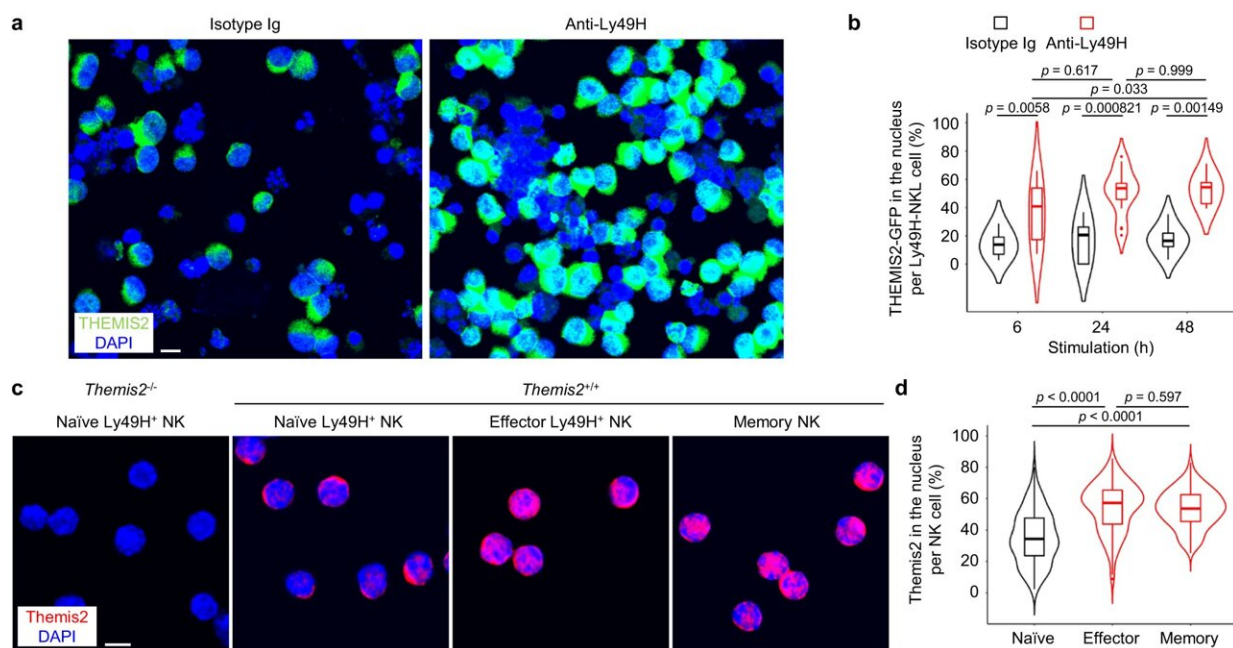 a
Isotype Ig
Anti-Ly49H
THEMIS2
DAPI
b
Isotype Ig Anti-Ly49H
p = 0.617 p = 0.999
p = 0.033
p = 0.0058 p = 0.000821 p = 0.00149
THEMIS2-GFP in the nucleus
per Ly49H-NKL cell (%)
100
80
60
40
20
0
6 24 48
Stimulation (h)
c
Themis2-/-
Themis2+/+
Naïve Ly49H+ NK
Naïve Ly49H+ NK
Effector Ly49H+ NK
Memory NK
Themis2
DAPI
d
p < 0.0001 p = 0.597
p < 0.0001
Themis2 in the nucleus
per NK cell (%)
100
80
60
40
20
0
Naïve Effector Memory